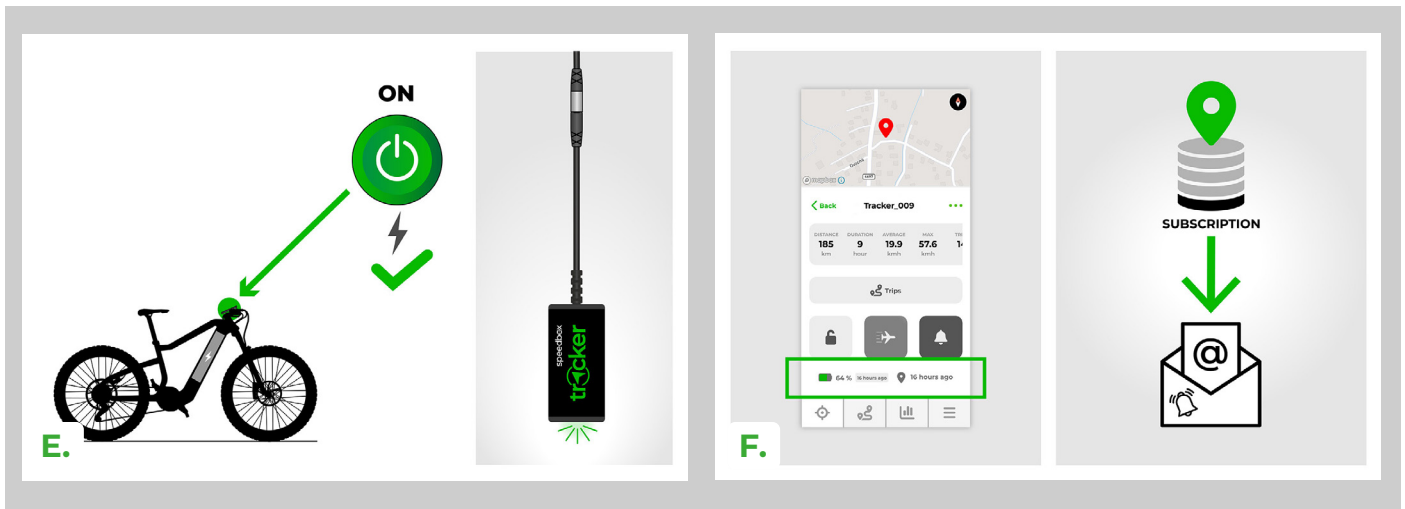 ON
speedbox
tracker
E.
mapbox
Tracker_009
Back
DISTANCE DURATION AVERAGE MAX
185 9 19.9 57.6
km hour kmh kmh
Trips
64 % 16 hours ago 16 hours ago
F.
SUBSCRIPTION
@